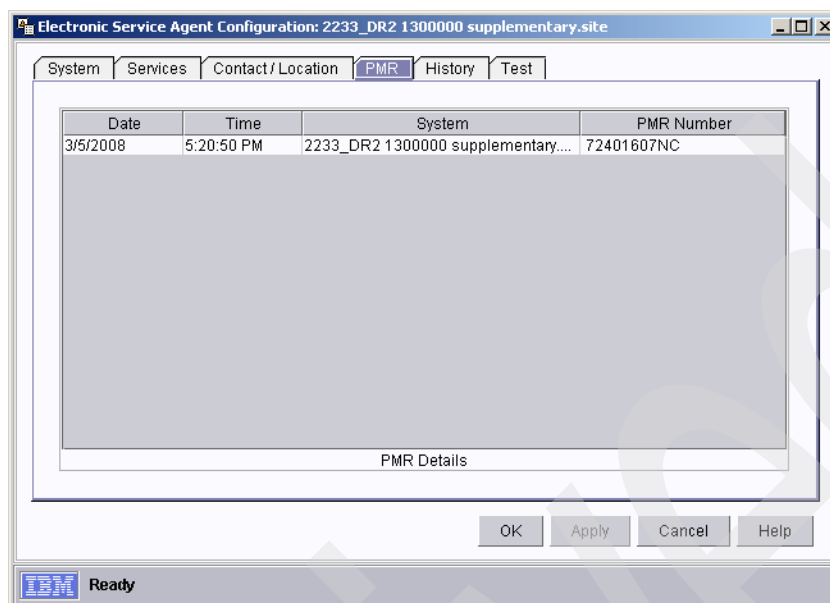 Electronic Service Agent Configuration: 2233_DR2 1300000 supplementary.site
System Services Contact / Location PMR History Test
Date Time System PMR Number
3/5/2008 5:20:50 PM 2233_DR2 1300000 supplementary.... 72401607NC
PMR Details
OK Apply Cancel Help
IBM Ready